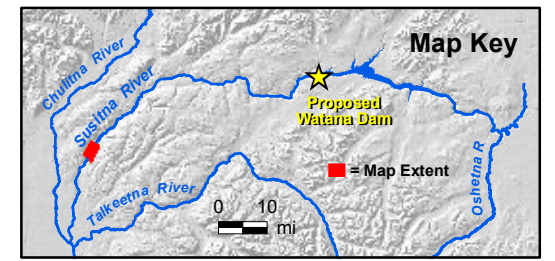 Map Key
Chulitna River
Susitna River
Proposed
Watana Dam
= Map Extent
Talkeetna River
Oshetna R
0 10
mi